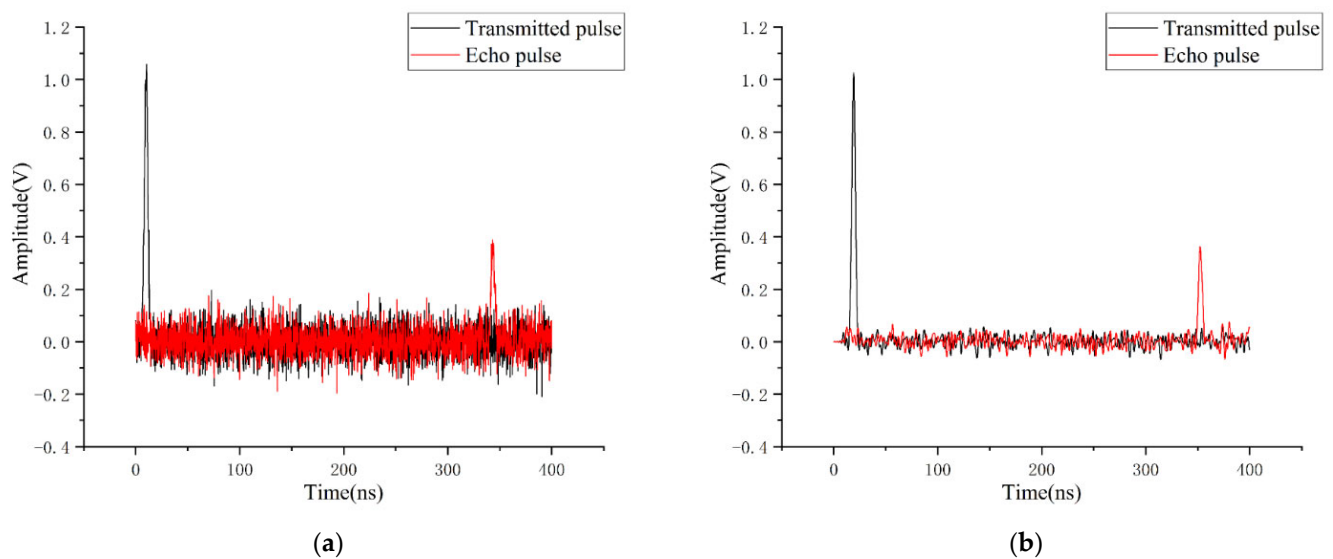 Transmitted pulse
Echo pulse
1.2
1.0
0.8
0.6
0.4
0.2
0.0
-0.2
-0.4
Amplitude(V)
0 100 200 300 400
Time(ns)
(a)
Transmitted pulse
Echo pulse
1.2
1.0
0.8
0.6
0.4
0.2
0.0
-0.2
-0.4
Amplitude(V)
0 100 200 300 400
Time(ns)
(b)